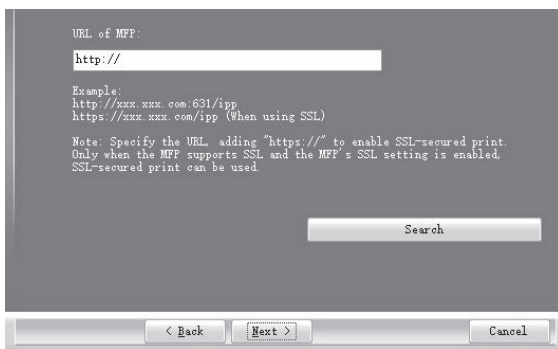 URL of MFP:
http://
Example:
http://xxx.xxx.com:631/ipp
https://xxx.xxx.com/ipp (When using SSL)
Note: Specify the URL, adding "https://" to enable SSL-secured print.
Only when the MFP supports SSL and the MFP's SSL setting is enabled,
SSL-secured print can be used.
Search
< Back
Next >
Cancel